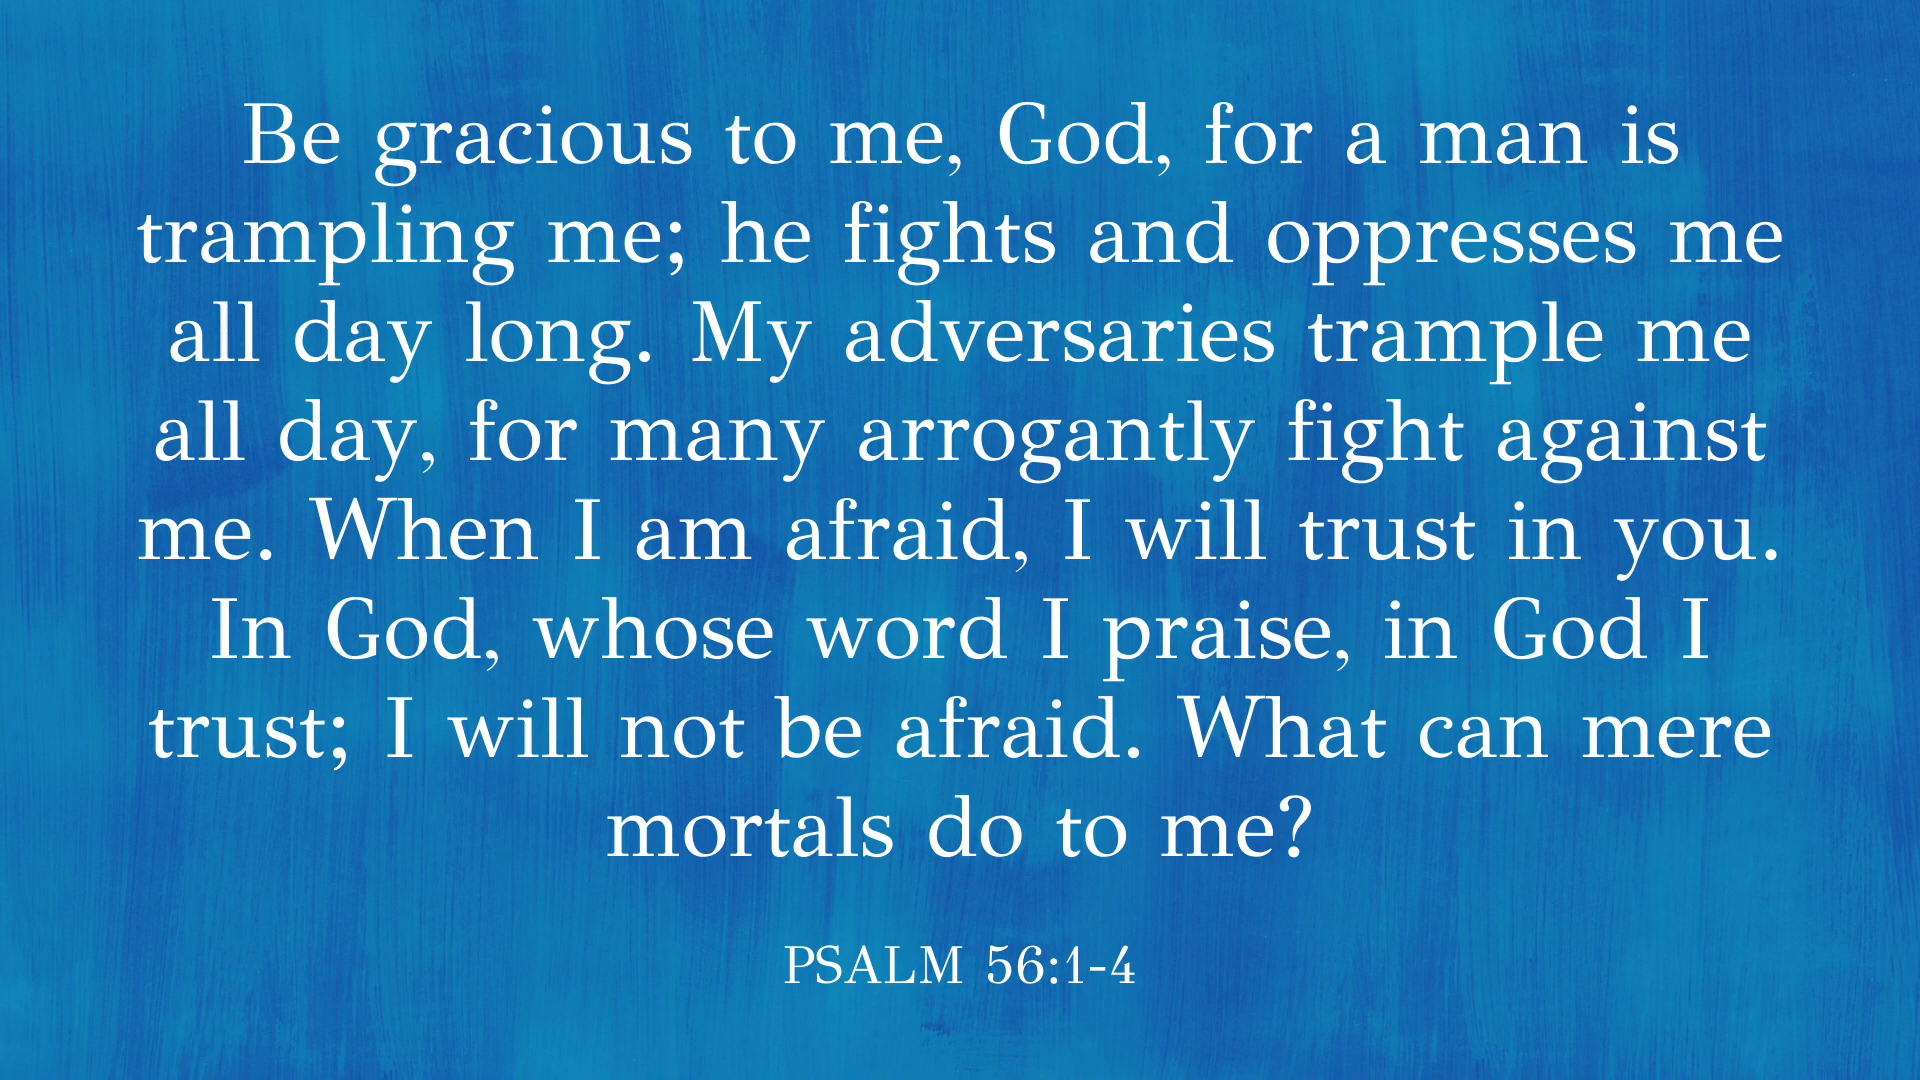 Be gracious to me, God, for a man is
trampling me; he fights and oppresses me
all day long. My adversaries trample me
all day, for many arrogantly fight against
me. When I am afraid, I will trust in you.
In God, whose word I praise, in God I
trust; I will not be afraid. What can mere
mortals do to me?
PSALM 56:1-4